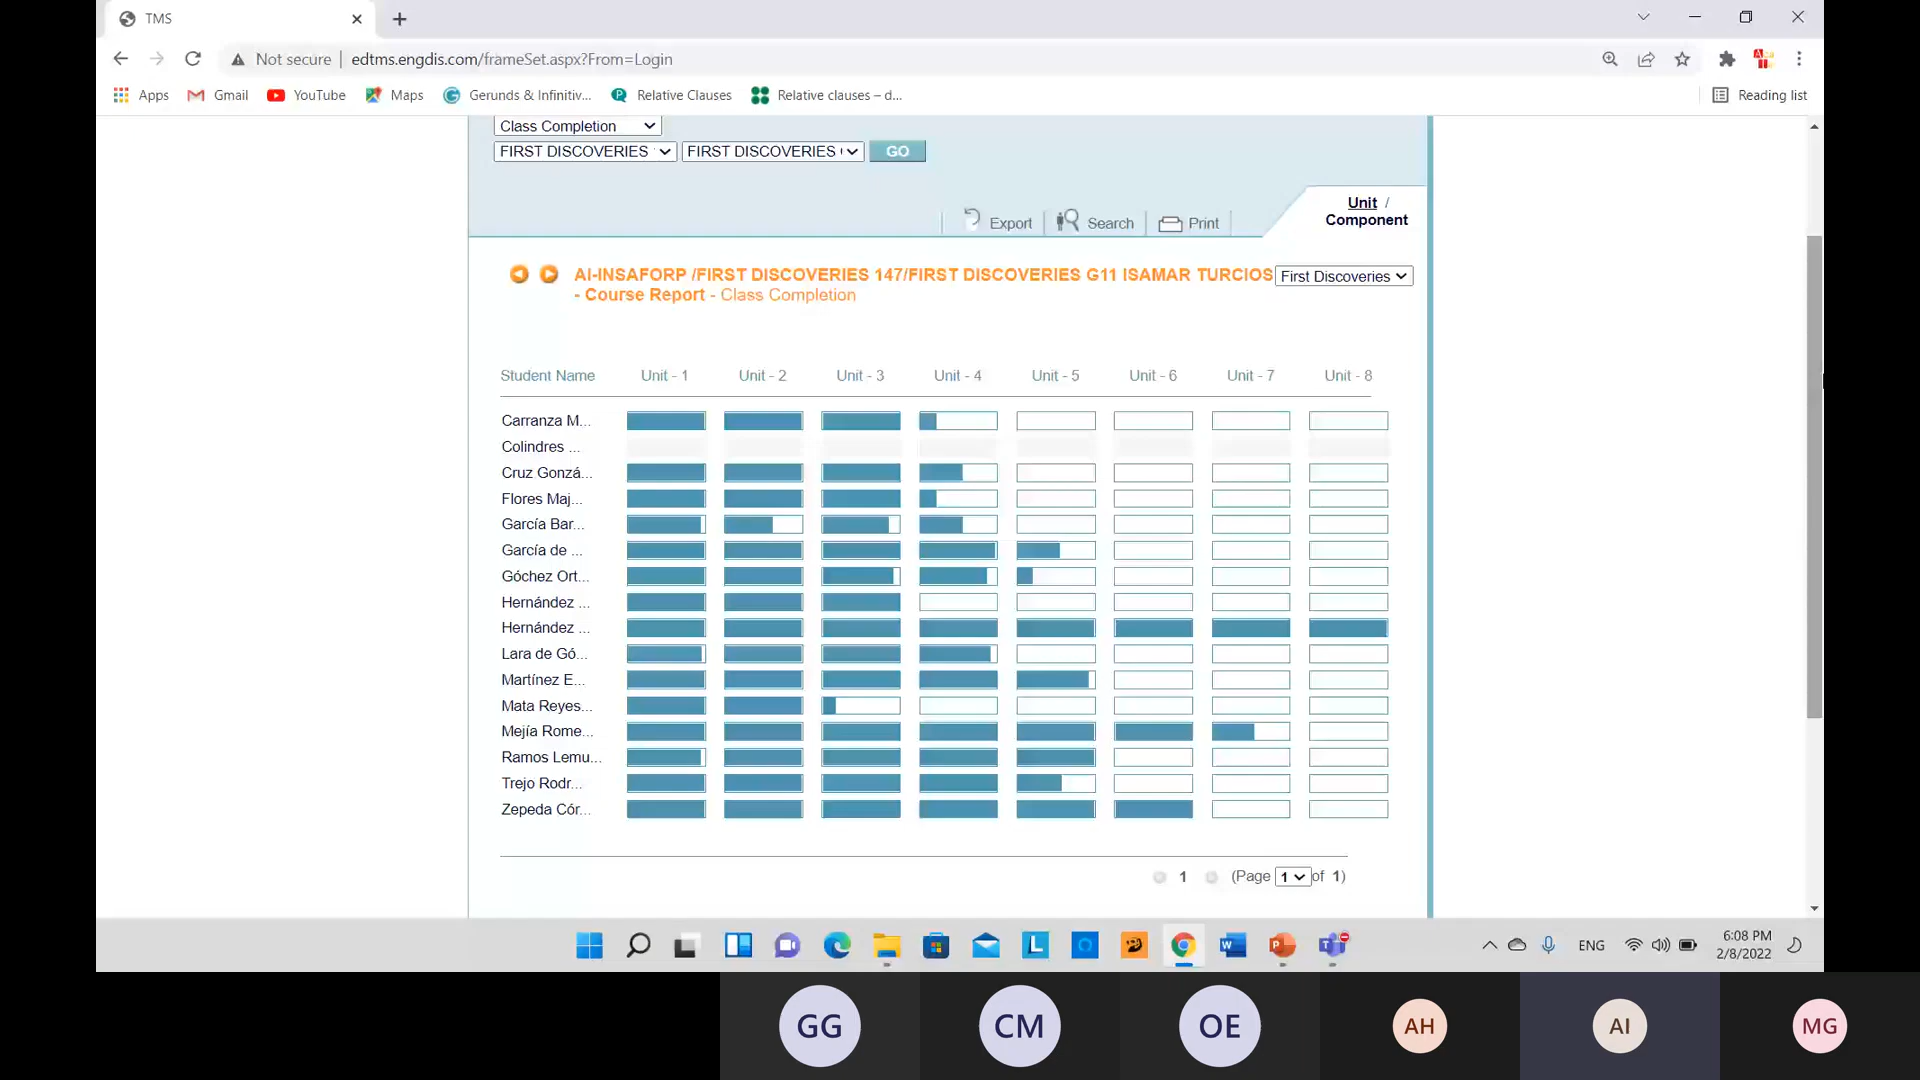 TMS
Not secure edtms.engdis.com/frameSet.aspx?From=Login
Apps Gmail YouTube Maps Gerunds & Infinitiv... Relative Clauses Relative clauses – d... Reading list
Class Completion
FIRST DISCOVERIES FIRST DISCOVERIES GO
Export Search Print
Unit /
Component
AI-INSAFORP /FIRST DISCOVERIES 147/FIRST DISCOVERIES G11 ISAMAR TURCIOS First Discoveries
- Course Report - Class Completion
Student Name Unit - 1 Unit - 2 Unit - 3 Unit - 4 Unit - 5 Unit - 6 Unit - 7 Unit - 8
Carranza M...
Colindres ...
Cruz Gonzá...
Flores Maj...
García Bar...
García de ...
Góchez Ort...
Hernández ...
Hernández ...
Lara de Gó...
Martínez E...
Mata Reyes...
Mejía Rome...
Ramos Lemu...
Trejo Rodr...
Zepeda Cór...
1 (Page 1 of 1)
ENG
6:08 PM
2/8/2022
GG CM OE AH AI MG